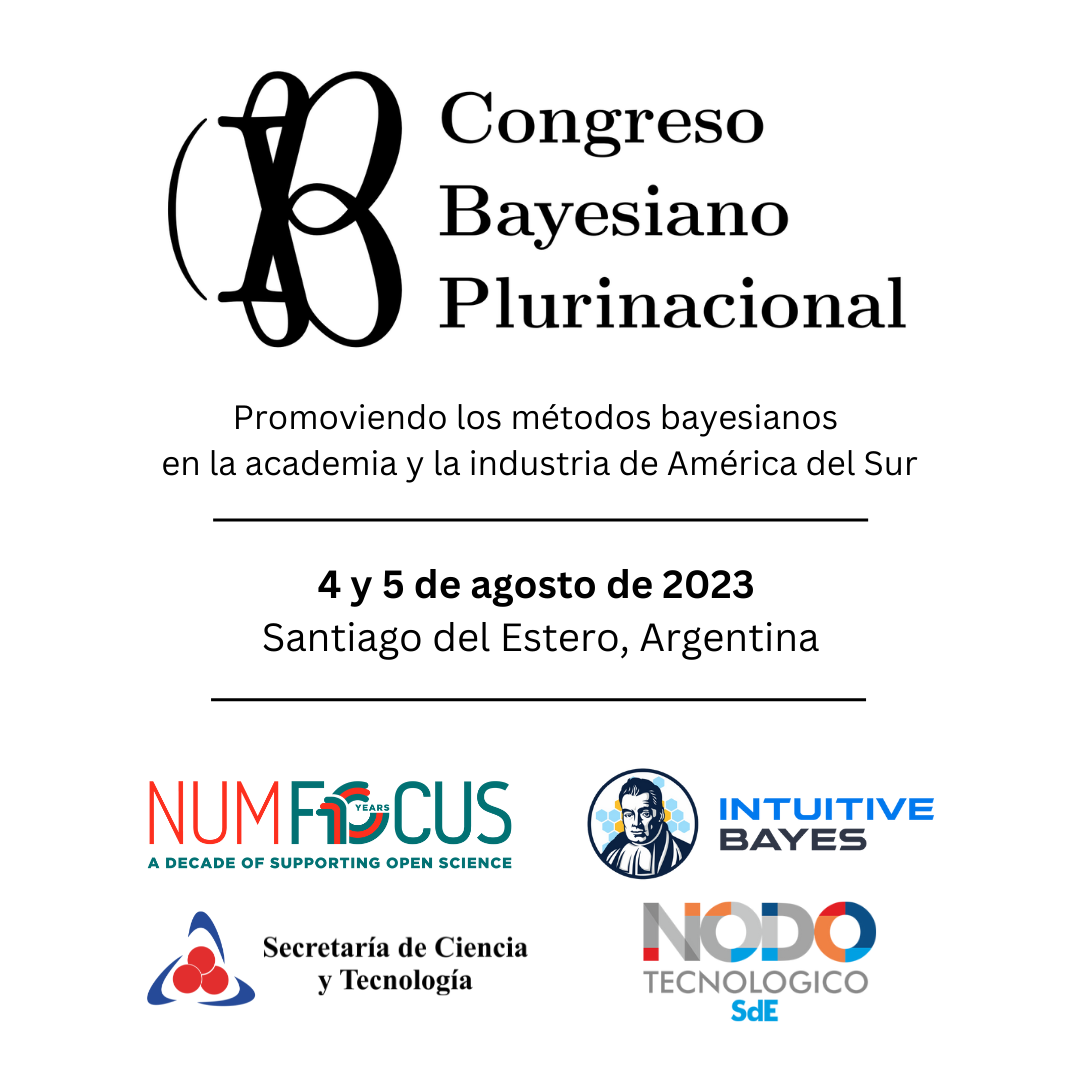 Congreso
Bayesiano
Plurinacional
Promoviendo los métodos bayesianos
en la academia y la industria de América del Sur
4 y 5 de agosto de 2023
Santiago del Estero, Argentina
NUMF10CUS
YEARS
A DECADE OF SUPPORTING OPEN SCIENCE
INTUITIVE
BAYES
Secretaría de Ciencia
y Tecnología
NODO
TECNOLOGICO
SdE